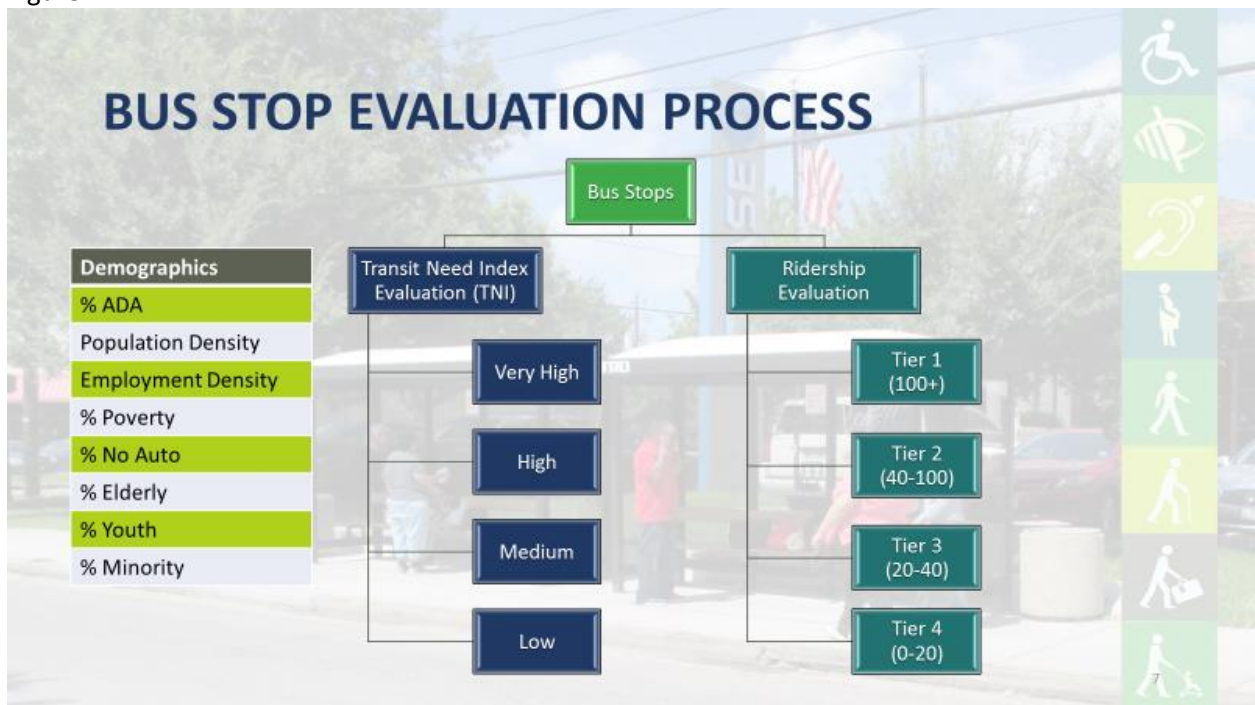 BUS STOP EVALUATION PROCESS
Bus Stops
Demographics
% ADA
Population Density
Employment Density
% Poverty
% No Auto
% Elderly
% Youth
% Minority
Transit Need Index
Evaluation (TNI)
Very High
High
Medium
Low
Ridership
Evaluation
Tier 1
(100+)
Tier 2
(40-100)
Tier 3
(20-40)
Tier 4
(0-20)
7